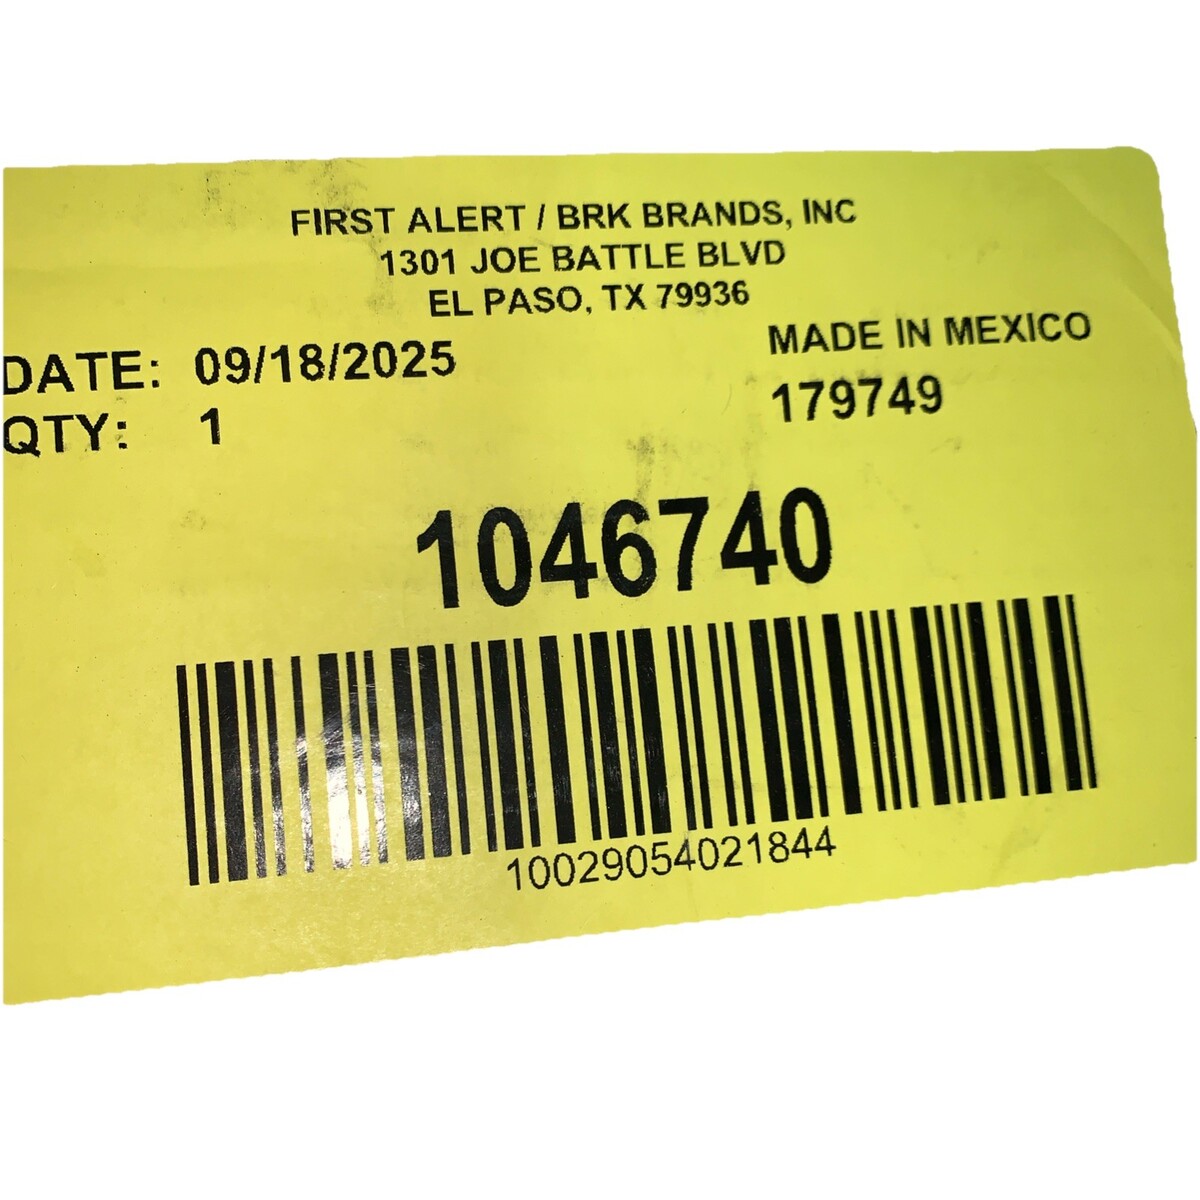 FIRST ALERT / BRK BRANDS, INC
1301 JOE BATTLE BLVD
EL PASO, TX 79936
MADE IN MEXICO
DATE: 09/18/2025
179749
QTY: 1
1046740
10029054021844